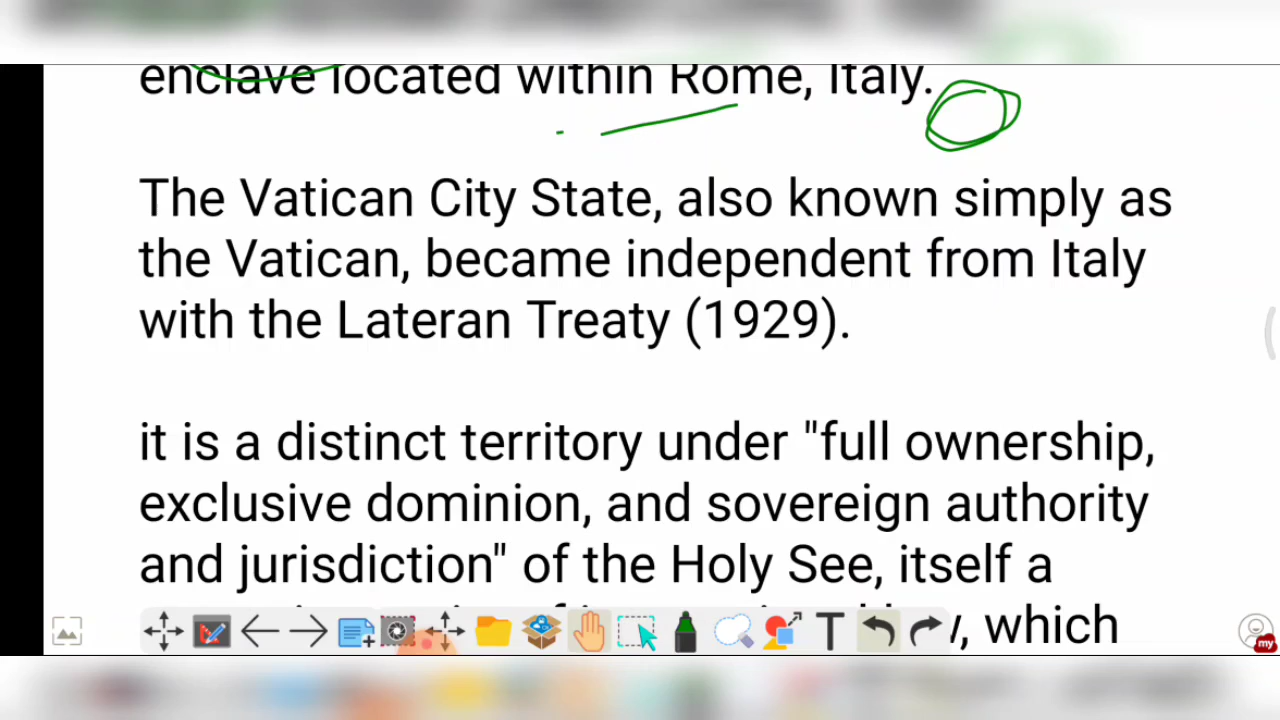 enclave located within Rome, Italy.
The Vatican City State, also known simply as
the Vatican, became independent from Italy
with the Lateran Treaty (1929).
it is a distinct territory under "full ownership,
exclusive dominion, and sovereign authority
and jurisdiction" of the Holy See, itself a
which
T
my